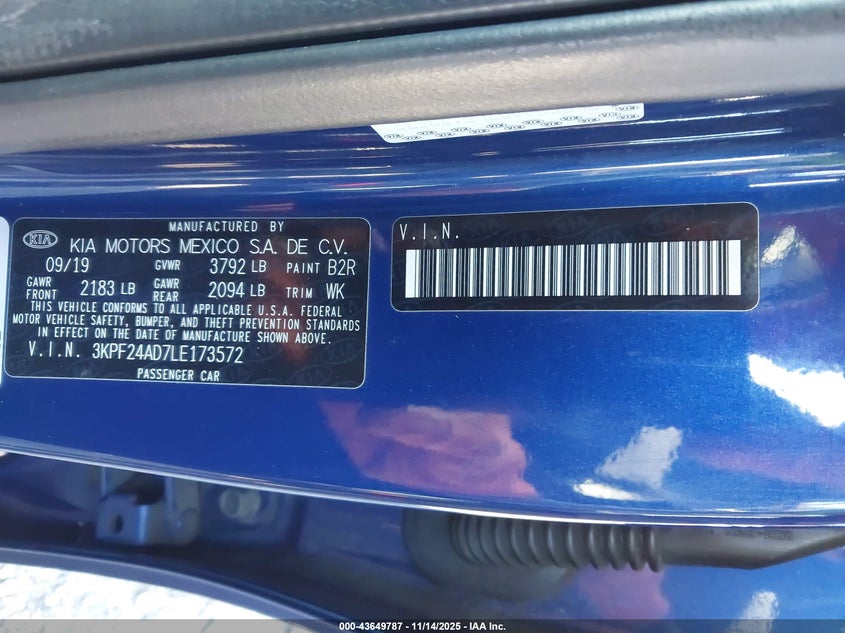 MANUFACTURED BY
KIA KIA MOTORS MEXICO S.A. DE C.V.
09/19 GVWR 3792 LB PAINT B2R
GAWR FRONT 2183 LB GAWR REAR 2094 LB TRIM WK
THIS VEHICLE CONFORMS TO ALL APPLICABLE U.S.A. FEDERAL
MOTOR VEHICLE SAFETY, BUMPER, AND THEFT PREVENTION STANDARDS
IN EFFECT ON THE DATE OF MANUFACTURE SHOWN ABOVE.
V.I.N. 3KPF24AD7LE173572
PASSENGER CAR
V.I.N.
000-43649787 - 11/14/2025 - IAA Inc.